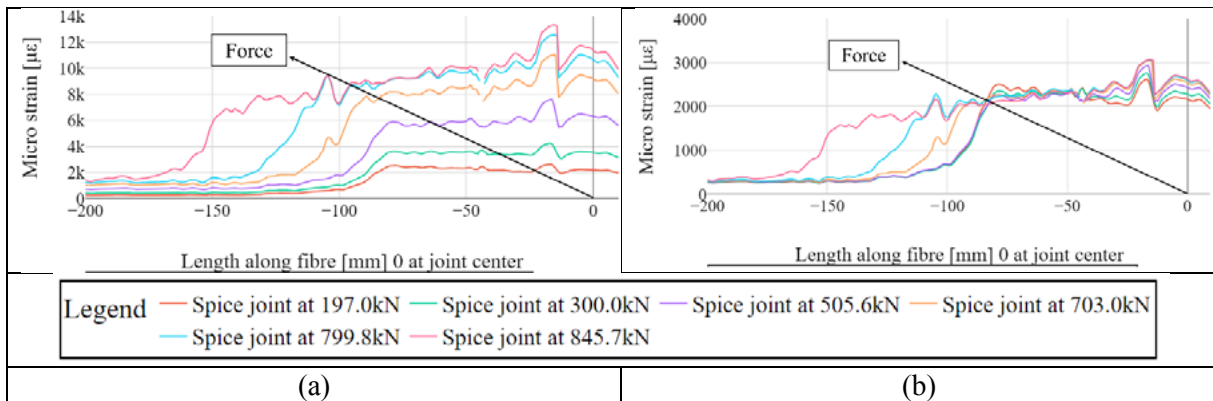 14k
12k
10k
8k
6k
4k
2k
0
Micro strain [με]
Force
−200
−150
−100
−50
0
Length along fibre [mm] 0 at joint center
4000
3000
2000
1000
0
Micro strain [με]
Force
−200
−150
−100
−50
0
Length along fibre [mm] 0 at joint center
Legend
Spice joint at 197.0kN
Spice joint at 300.0kN
Spice joint at 505.6kN
Spice joint at 703.0kN
Spice joint at 799.8kN
Spice joint at 845.7kN
(a)
(b)